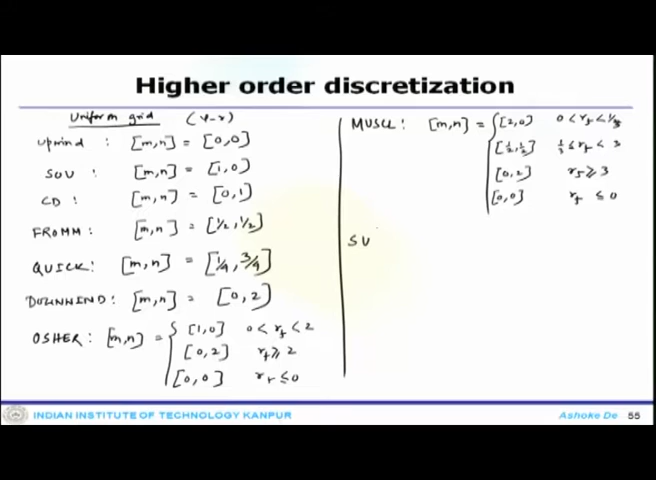 Higher order discretization
Uniform grid (ψ-r)
Upwind : [m,n] = [0,0]
SOU : [m,n] = [1,0]
CD : [m,n] = [0,1]
FROMM : [m,n] = [1/2, 1/2]
QUICK : [m,n] = [1/4, 3/4]
DOWNWIND : [m,n] = [0,2]
OSHER : [m,n] = { [1,0] 0 < r_f < 2
[0,2] r_f ≥ 2
[0,0] r_f ≤ 0
MUSCL : [m,n] = { [2,0] 0 < r_f < 1/3
[1/2, 1/2] 1/3 ≤ r_f < 3
[0,2] r_f ≥ 3
[0,0] r_f ≤ 0
SU
INDIAN INSTITUTE OF TECHNOLOGY KANPUR
Ashoke De 55